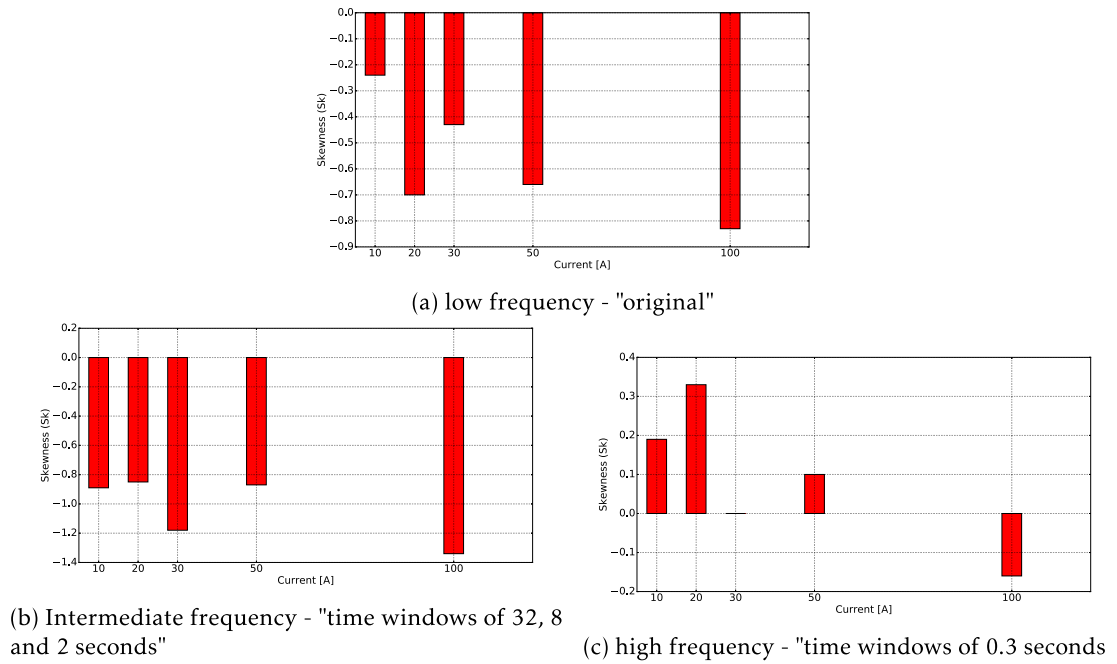 0.0
−0.1
−0.2
−0.3
−0.4
−0.5
−0.6
−0.7
−0.8
−0.9
Skewness (Sk)
10 20 30 50 100
Current [A]
(a) low frequency - "original"
0.2
0.0
−0.2
−0.4
−0.6
−0.8
−1.0
−1.2
−1.4
Skewness (Sk)
10 20 30 50 100
Current [A]
(b) Intermediate frequency - "time windows of 32, 8
and 2 seconds"
0.4
0.3
0.2
0.1
0.0
−0.1
−0.2
Skewness (Sk)
10 20 30 50 100
Current [A]
(c) high frequency - "time windows of 0.3 seconds